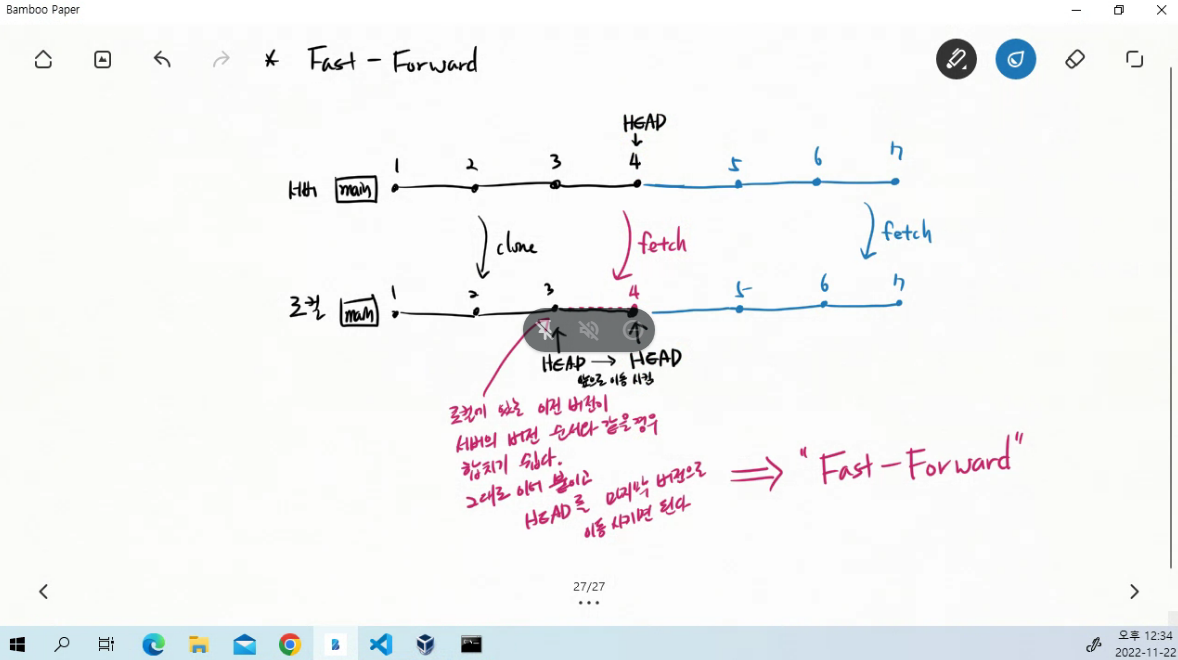 Bamboo Paper
* Fast - Forward
HEAD
1 2 3 4 5 6 7
서버 main
clone fetch fetch
1 2 3 4 5 6 7
로컬 main
HEAD → HEAD
앞으로 이동 시킴
로컬에 있는 이전 버전이
서버의 버전 순서와 같을 경우
합치기 쉽다.
그대로 이어 붙이고
HEAD를 마지막 버전으로
이동 시키면 된다
⇒ "Fast-Forward"
27/27
오후 12:34
2022-11-22